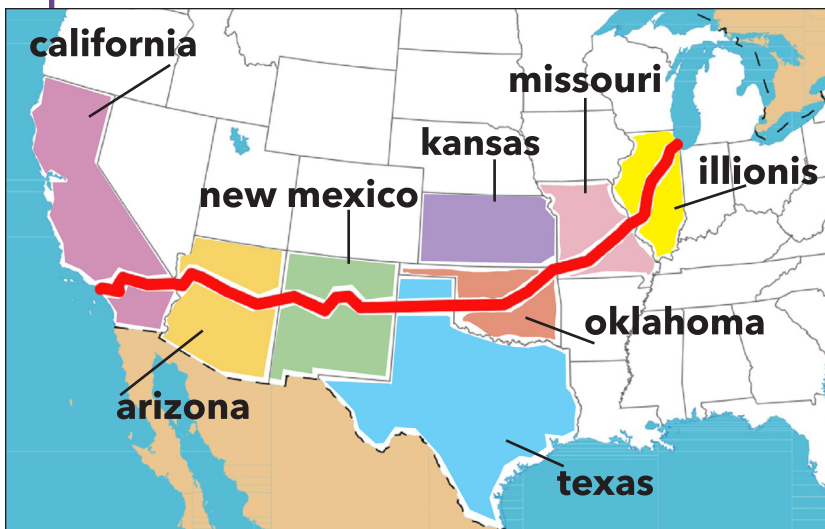 california
missouri
kansas
illionis
new mexico
oklahoma
arizona
texas